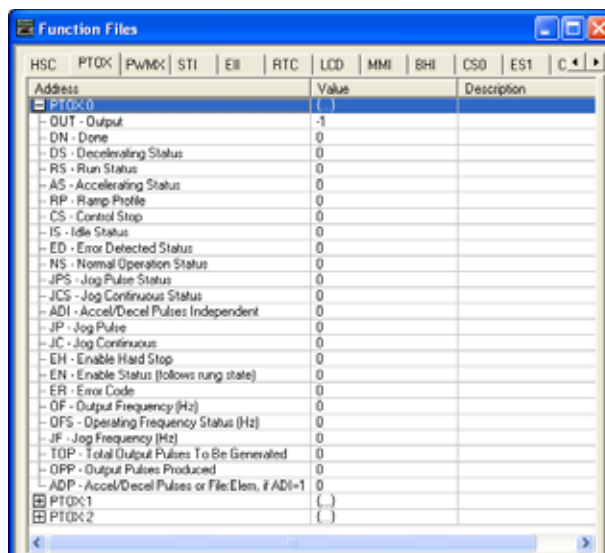 Function Files
HSC PTOX PWMX STI EII RTC LCD MMI BHI CS0 ES1 C
Address Value Description
PTOX:0 {...}
OUT - Output -1
DN - Done 0
DS - Decelerating Status 0
RS - Run Status 0
AS - Accelerating Status 0
RP - Ramp Profile 0
CS - Control Stop 0
IS - Idle Status 0
ED - Error Detected Status 0
NS - Normal Operation Status 0
JPS - Jog Pulse Status 0
JCS - Jog Continuous Status 0
ADI - Accel/Decel Pulses Independent 0
JP - Jog Pulse 0
JC - Jog Continuous 0
EH - Enable Hard Stop 0
EN - Enable Status (follows rung state) 0
ER - Error Code 0
OF - Output Frequency (Hz) 0
OFS - Operating Frequency Status (Hz) 0
JF - Jog Frequency (Hz) 0
TOP - Total Output Pulses To Be Generated 0
OPP - Output Pulses Produced 0
ADP - Accel/Decel Pulses or File:Elem, if ADI=1 0
PTOX:1 {...}
PTOX:2 {...}